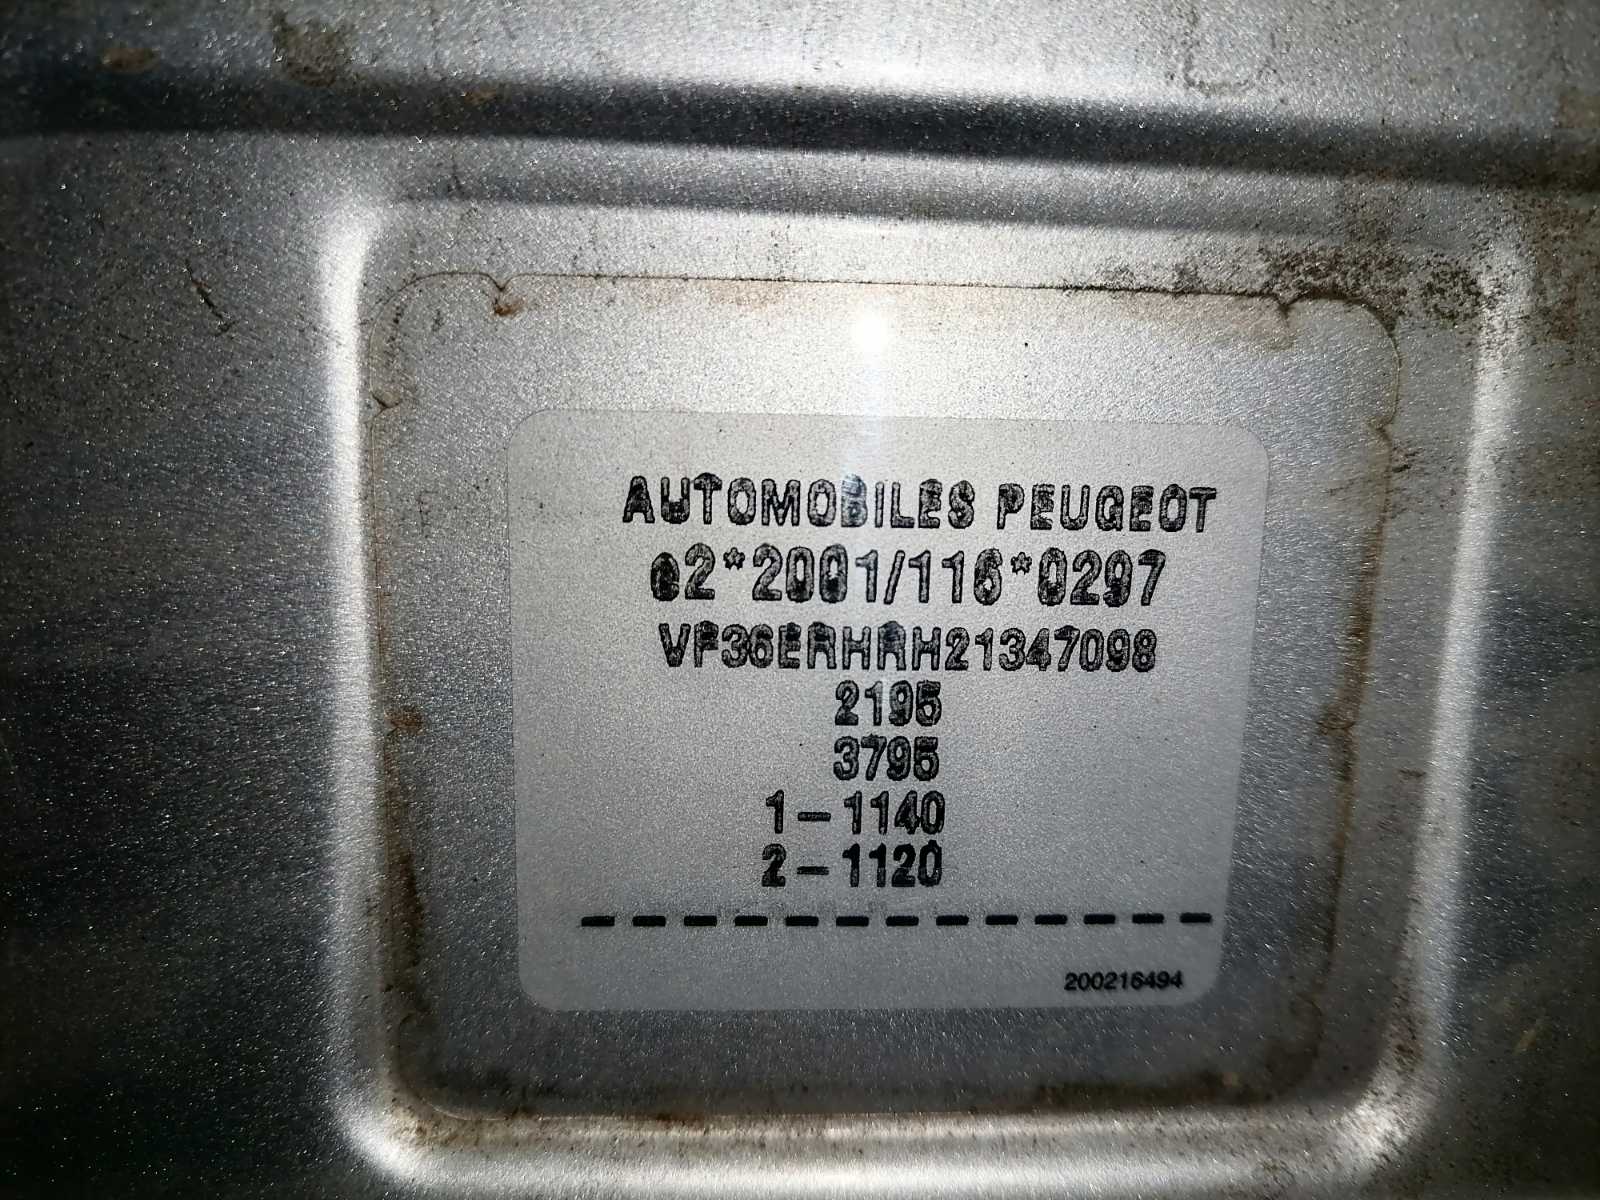 AUTOMOBILES PEUGEOT
e2*2001/116*0297
VF36ERHRH21347098
2195
3795
1-1140
2-1120
200216494